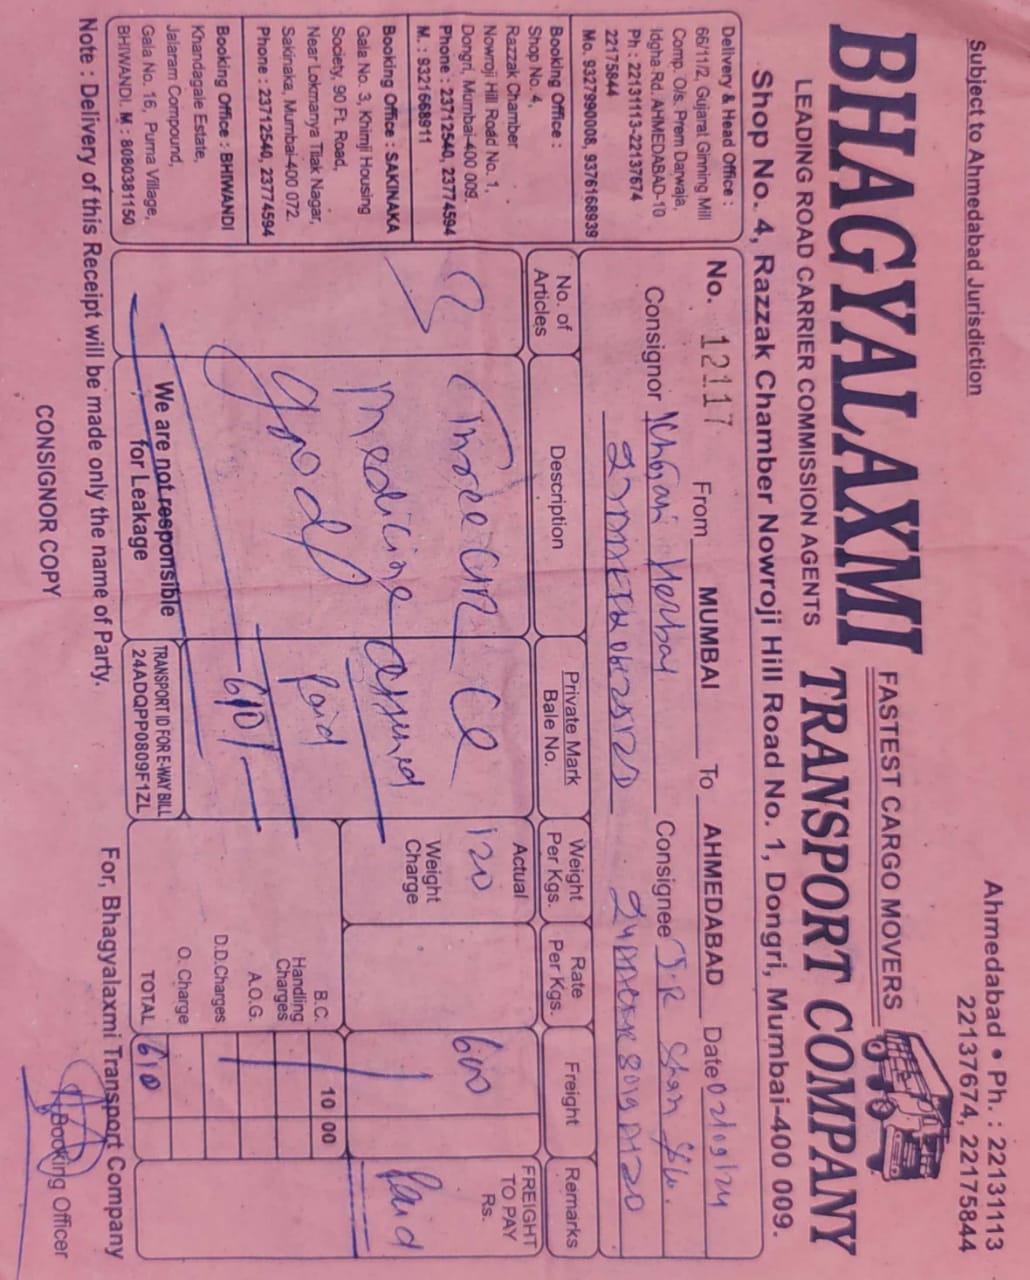 Subject to Ahmedabad Jurisdiction
Ahmedabad • Ph. : 22131113
22137674, 22175844
BHAGYALAXMI
FASTEST CARGO MOVERS
TRANSPORT COMPANY
LEADING ROAD CARRIER COMMISSION AGENTS
Shop No. 4, Razzak Chamber Nowroji Hill Road No. 1, Dongri, Mumbai-400 009.
Delivery & Head Office :
66/11/2, Gujarat Ginning Mill
Comp. O/s. Prem Darwaja,
Idgha Rd. AHMEDABAD-10
Ph : 22131113-22137674
22175844
Mo. 9327990008, 9376168939
Booking Office :
Shop No. 4,
Razzak Chamber
Nowroji Hill Road No. 1,
Dongri, Mumbai-400 009.
Phone : 23712540, 23774594
M. : 9321668911
Booking Office : SAKINAKA
Gala No. 3, Khimji Housing
Society, 90 Ft. Road,
Near Lokmanya Tilak Nagar,
Sakinaka, Mumbai-400 072.
Phone : 23712540, 23774594
Booking Office : BHIWANDI
Khandagale Estate,
Jalaram Compound,
Gala No. 16, Purna Village,
BHIWANDI. M : 8080381150
No. 12117 From MUMBAI To AHMEDABAD Date 02/09/24
Consignor Herbal Consignee J.R Shah
No. of Articles
Description
Private Mark
Bale No.
Weight Per Kgs.
Rate Per Kgs.
Freight
Remarks
3
Three
Medicine
goods
Paid
610/-
Actual
120
Weight Charge
600
FREIGHT TO PAY Rs.
Paid
B.C. 10 00
Handling Charges
A.O.G.
D.D.Charges
O. Charge
TOTAL 610
We are not responsible
for Leakage
TRANSPORT ID FOR E-WAY BILL
24ADQPP0809F1ZL
Note : Delivery of this Receipt will be made only the name of Party.
For, Bhagyalaxmi Transport Company
CONSIGNOR COPY
Booking Officer